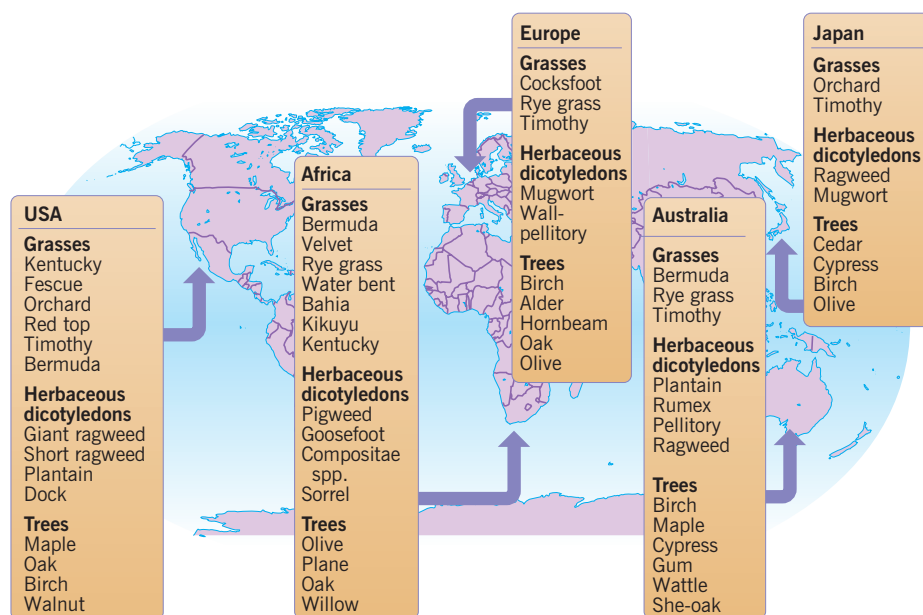 USA
Grasses
Kentucky
Fescue
Orchard
Red top
Timothy
Bermuda
Herbaceous
dicotyledons
Giant ragweed
Short ragweed
Plantain
Dock
Trees
Maple
Oak
Birch
Walnut
Africa
Grasses
Bermuda
Velvet
Rye grass
Water bent
Bahia
Kikuyu
Kentucky
Herbaceous
dicotyledons
Pigweed
Goosefoot
Compositae
spp.
Sorrel
Trees
Olive
Plane
Oak
Willow
Europe
Grasses
Cocksfoot
Rye grass
Timothy
Herbaceous
dicotyledons
Mugwort
Wall-
pellitory
Trees
Birch
Alder
Hornbeam
Oak
Olive
Australia
Grasses
Bermuda
Rye grass
Timothy
Herbaceous
dicotyledons
Plantain
Rumex
Pellitory
Ragweed
Trees
Birch
Maple
Cypress
Gum
Wattle
She-oak
Japan
Grasses
Orchard
Timothy
Herbaceous
dicotyledons
Ragweed
Mugwort
Trees
Cedar
Cypress
Birch
Olive